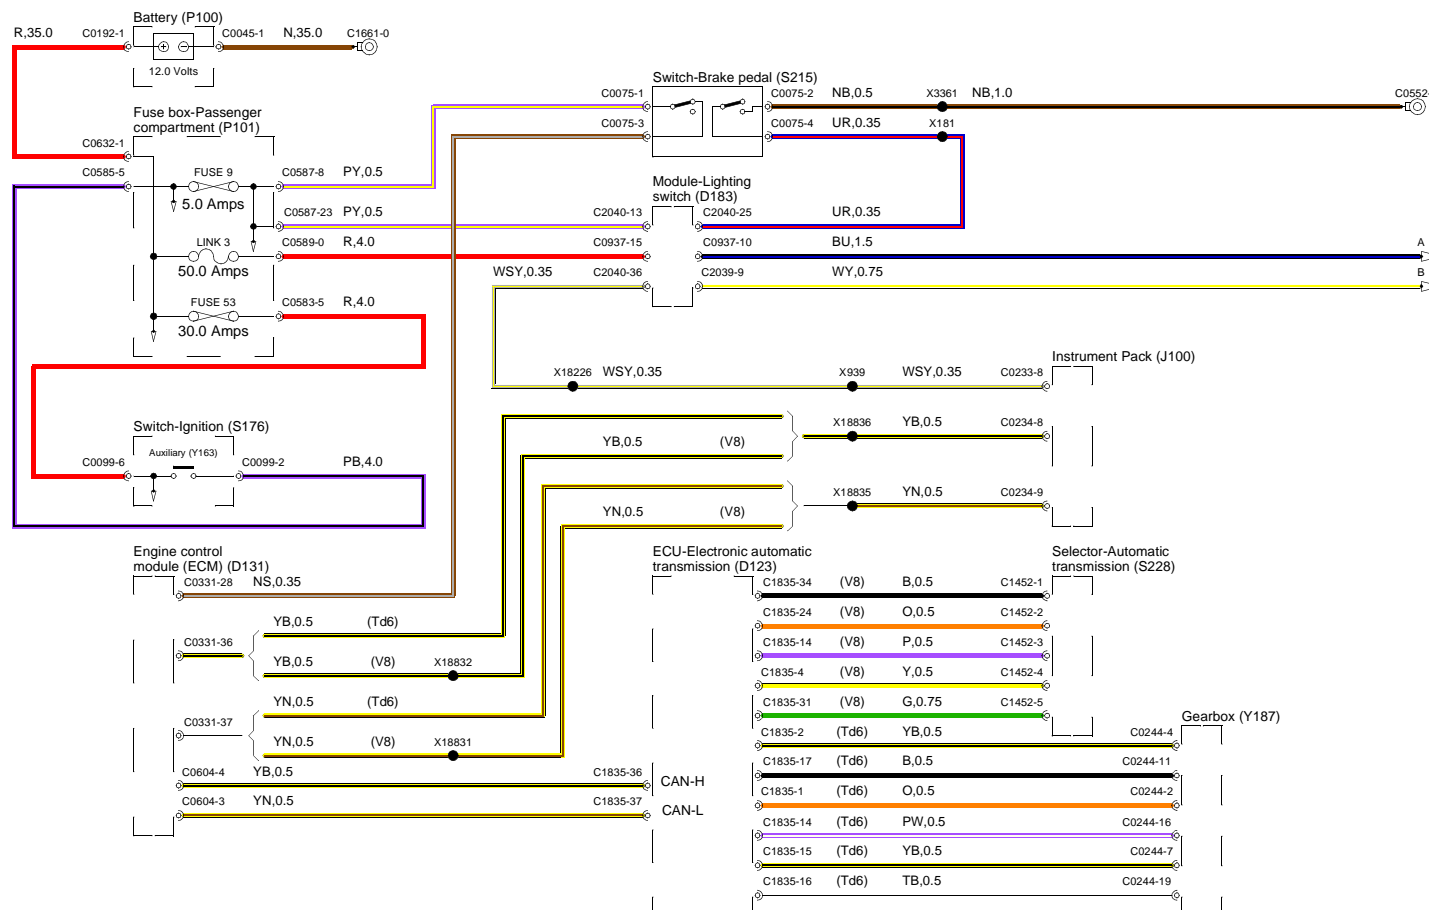 Battery (P100)
R,35.0 C0192-1 C0045-1 N,35.0 C1661-0
12.0 Volts
Switch-Brake pedal (S215)
C0075-1 C0075-2 NB,0.5 X3361 NB,1.0 C0552-
Fuse box-Passenger
compartment (P101)
C0075-3 C0075-4 UR,0.35 X181
C0632-1
C0585-5 FUSE 9 C0587-8 PY,0.5
5.0 Amps
Module-Lighting
switch (D183)
C0587-23 PY,0.5 C2040-13 C2040-25 UR,0.35
LINK 3 C0589-0 R,4.0 C0937-15 C0937-10 BU,1.5 A
50.0 Amps
WSY,0.35 C2040-36 C2039-9 WY,0.75 B
FUSE 53 C0583-5 R,4.0
30.0 Amps
Instrument Pack (J100)
X18226 WSY,0.35 X939 WSY,0.35 C0233-8
Switch-Ignition (S176)
X18836 YB,0.5 C0234-8
YB,0.5 (V8)
Auxiliary (Y163)
C0099-6 C0099-2 PB,4.0
X18835 YN,0.5 C0234-9
YN,0.5 (V8)
Engine control
module (ECM) (D131)
ECU-Electronic automatic
transmission (D123)
Selector-Automatic
transmission (S228)
C0331-28 NS,0.35 C1835-34 (V8) B,0.5 C1452-1
C1835-24 (V8) O,0.5 C1452-2
YB,0.5 (Td6)
C0331-36 C1835-14 (V8) P,0.5 C1452-3
YB,0.5 (V8) X18832 C1835-4 (V8) Y,0.5 C1452-4
YN,0.5 (Td6) C1835-31 (V8) G,0.75 C1452-5
Gearbox (Y187)
C0331-37
YN,0.5 (V8) X18831 C1835-2 (Td6) YB,0.5 C0244-4
C0604-4 YB,0.5 C1835-36 CAN-H C1835-17 (Td6) B,0.5 C0244-11
C0604-3 YN,0.5 C1835-37 CAN-L C1835-1 (Td6) O,0.5 C0244-2
C1835-14 (Td6) PW,0.5 C0244-16
C1835-15 (Td6) YB,0.5 C0244-7
C1835-16 (Td6) TB,0.5 C0244-19